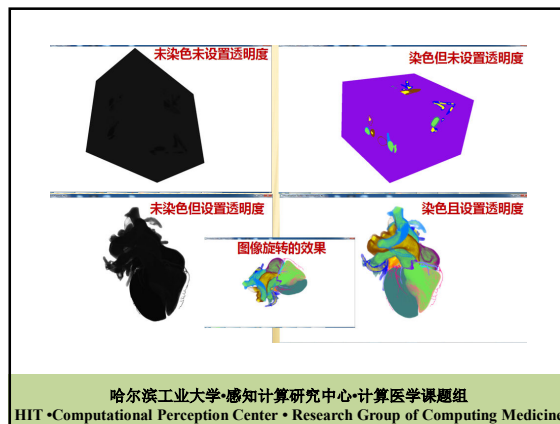 未染色未设置透明度
染色但未设置透明度
未染色但设置透明度
染色且设置透明度
图像旋转的效果
哈尔滨工业大学•感知计算研究中心•计算医学课题组
HIT •Computational Perception Center • Research Group of Computing Medicine